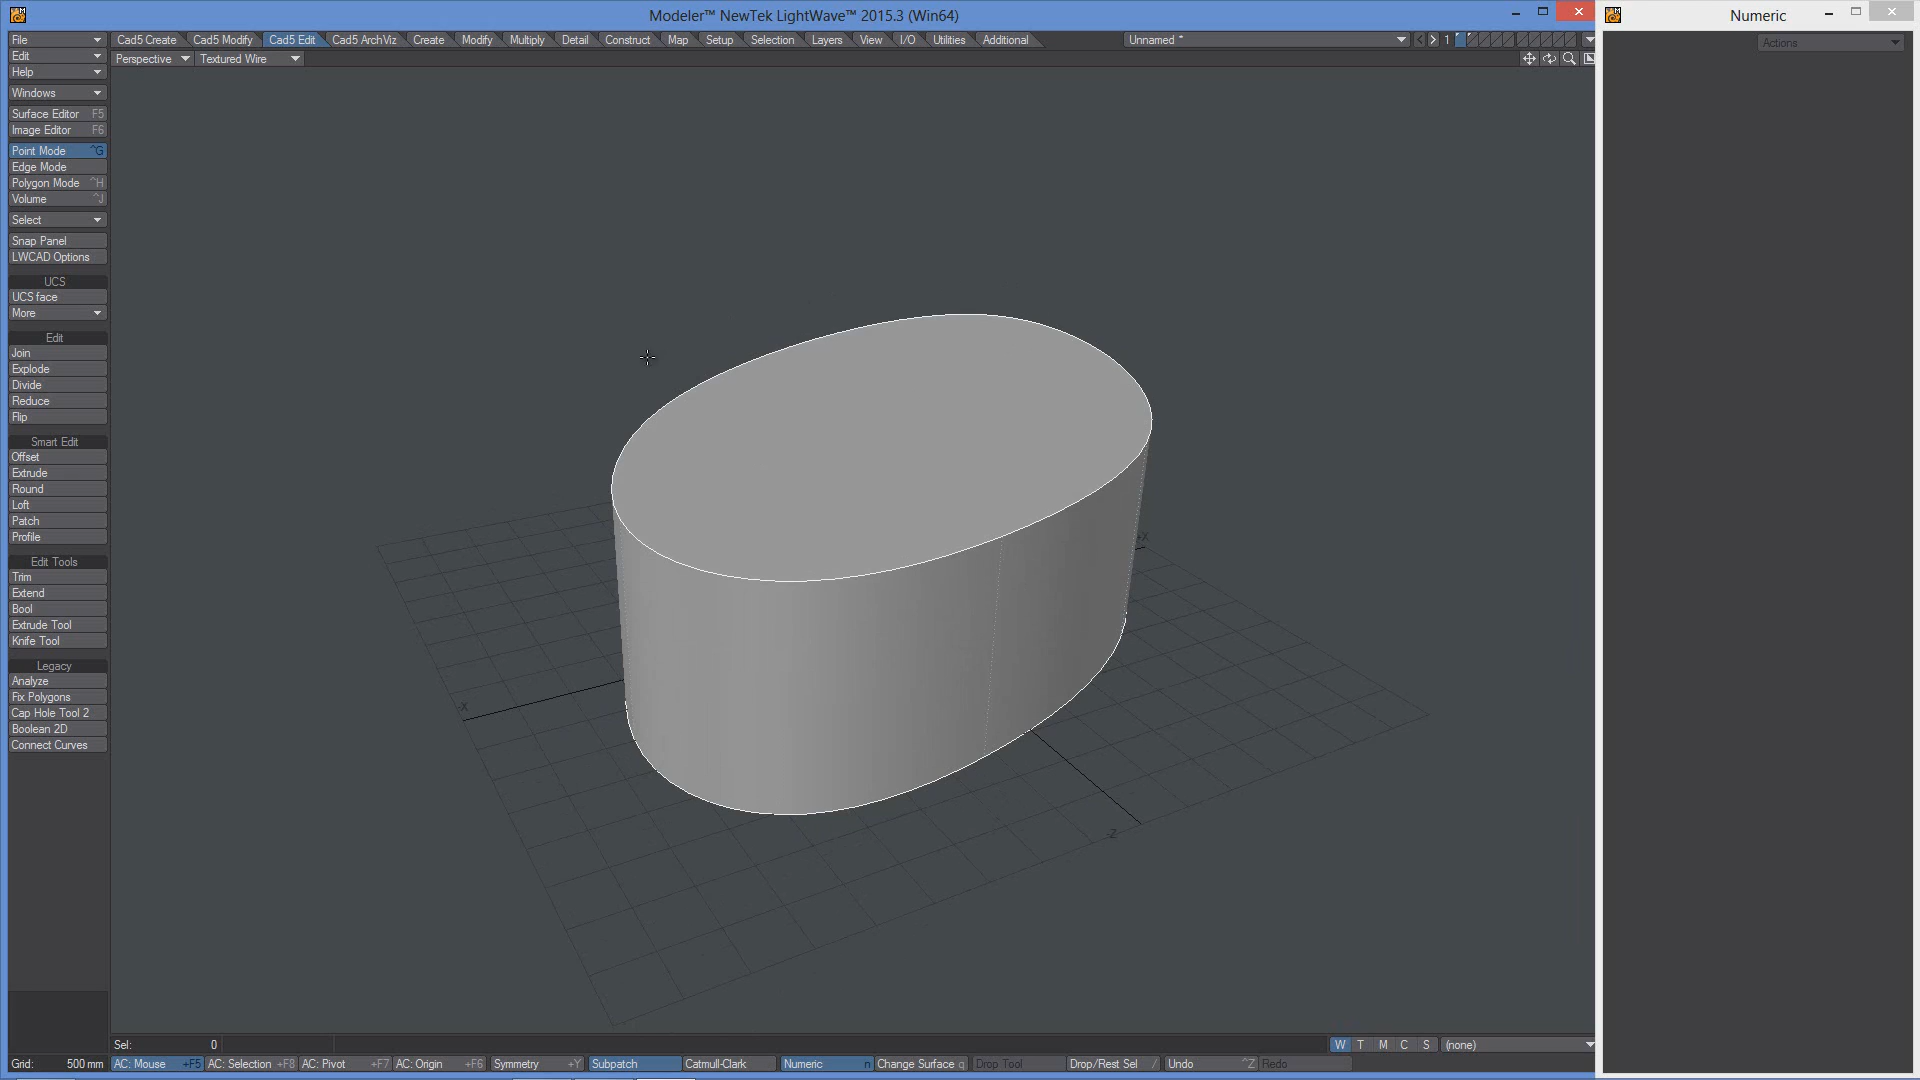 Modeler™ NewTek LightWave™ 2015.3 (Win64)
Numeric
File
Cad5 Create Cad5 Modify Cad5 Edit Cad5 ArchViz Create Modify Multiply Detail Construct Map Setup Selection Layers View I/O Utilities Additional
Unnamed *
1
Actions
Edit
Perspective Textured Wire
Help
Windows
Surface Editor F5
Image Editor F6
Point Mode ^G
Edge Mode
Polygon Mode ^H
Volume ^J
Select
Snap Panel
LWCAD Options
UCS
UCS face
More
Edit
Join
Explode
Divide
Reduce
Flip
Smart Edit
Offset
Extrude
Round
Loft
Patch
Profile
Edit Tools
Trim
Extend
Bool
Extrude Tool
Knife Tool
Legacy
Analyze
Fix Polygons
Cap Hole Tool 2
Boolean 2D
Connect Curves
+X
-X
-Z
Sel: 0
W T M C S (none)
Grid: 500 mm
AC: Mouse +F5 AC: Selection +F8 AC: Pivot +F7 AC: Origin +F6 Symmetry +Y Subpatch Catmull-Clark Numeric n Change Surface q Drop Tool Drop/Rest Sel / Undo ^Z Redo